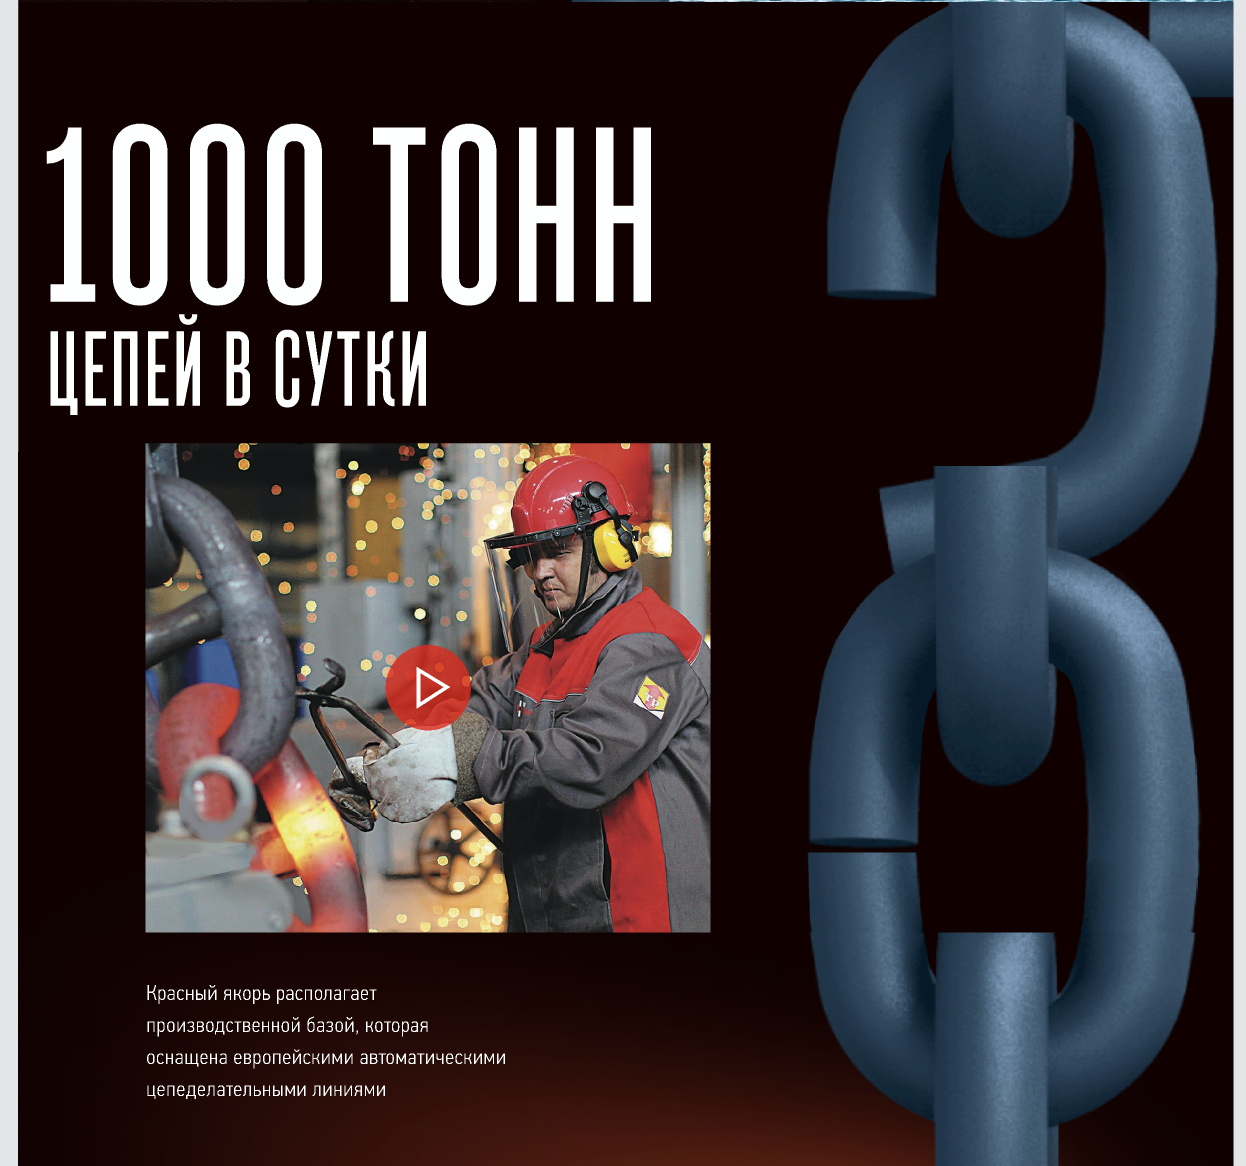 1000 ТОНН
ЦЕПЕЙ В СУТКИ
Красный якорь располагает
производственной базой, которая
оснащена европейскими автоматическими
цепеделательными линиями